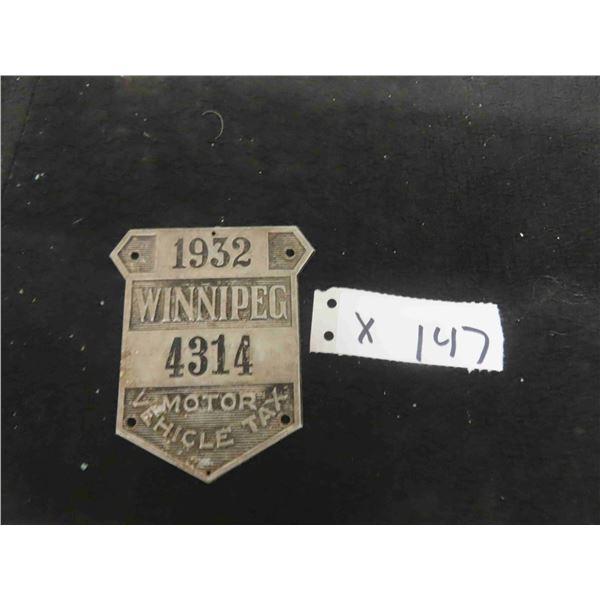 1932
WINNIPEG
4314
MOTOR
VEHICLE TAX
X 147